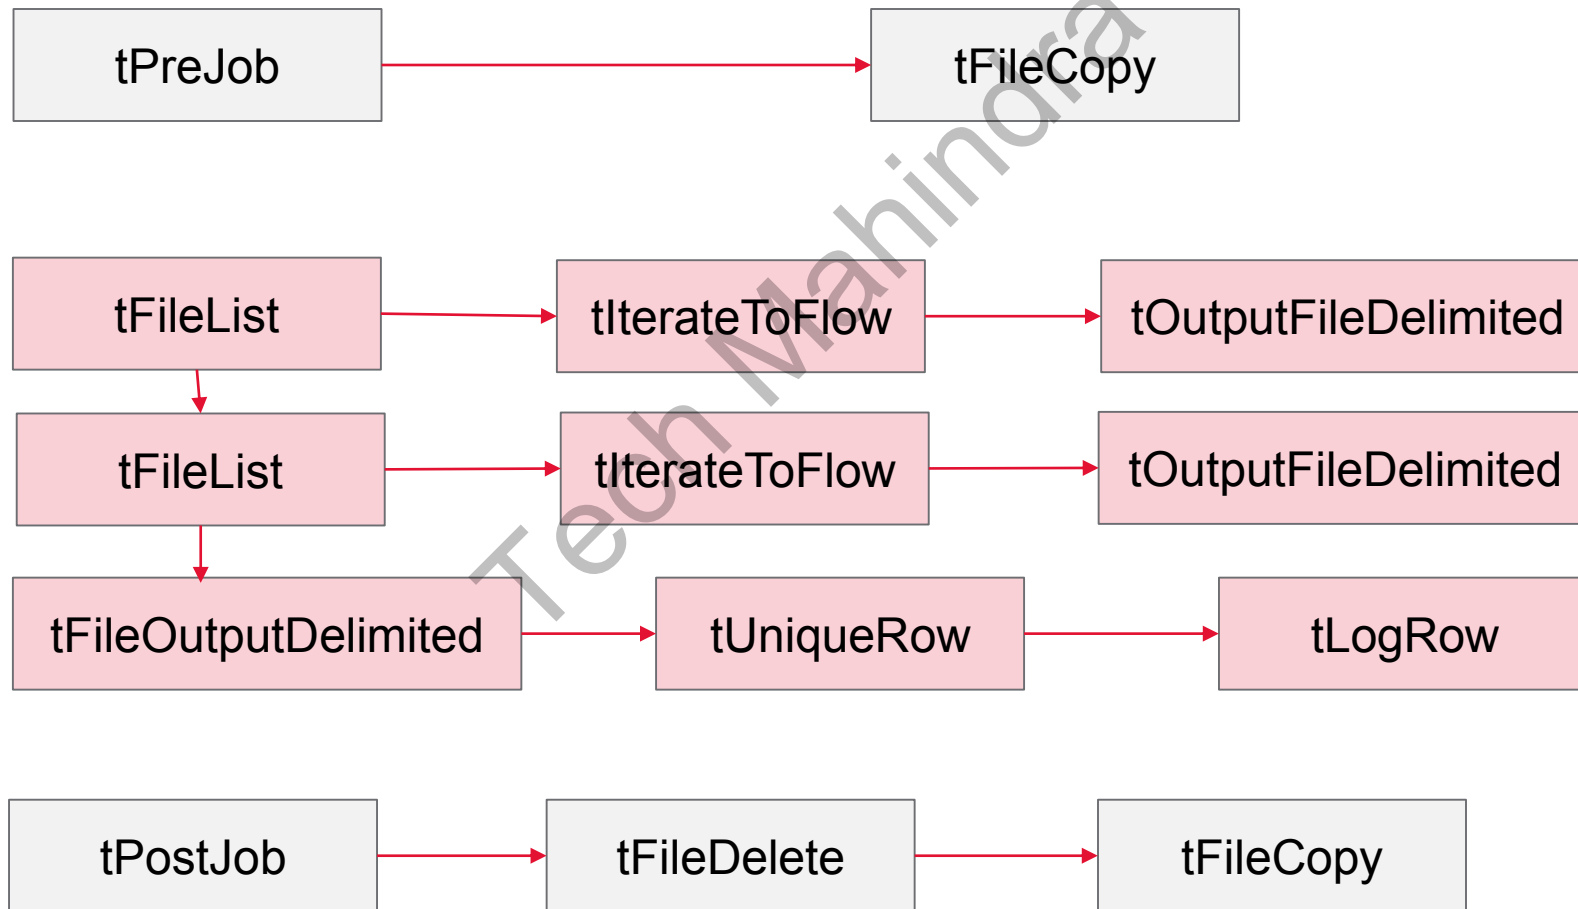 tPreJob
tFileCopy
tFileList
tIterateToFlow
tOutputFileDelimited
tFileList
tIterateToFlow
tOutputFileDelimited
tFileOutputDelimited
tUniqueRow
tLogRow
tPostJob
tFileDelete
tFileCopy
Tech Mahindra